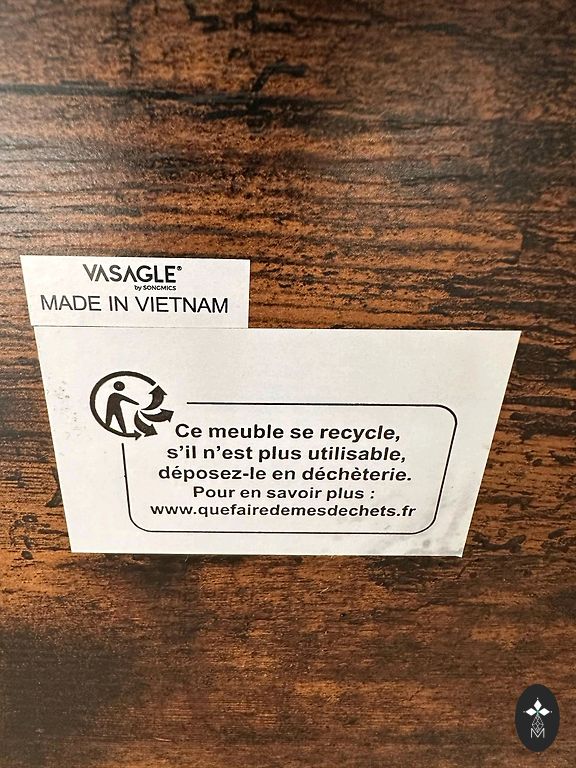 VASAGLE®
by SONGMICS
MADE IN VIETNAM
Ce meuble se recycle,
s'il n'est plus utilisable,
déposez-le en déchèterie.
Pour en savoir plus :
www.quefairedemesdechets.fr
M